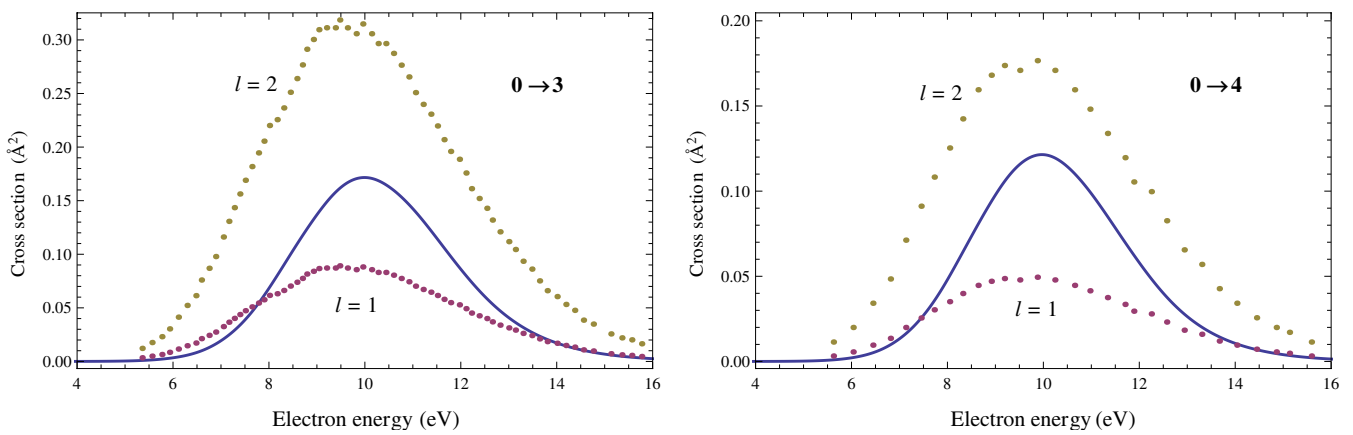 0.30
0.25
0.20
0.15
0.10
0.05
0.00
Cross section (Å²)
l = 2
0→3
l = 1
4 6 8 10 12 14 16
Electron energy (eV)
0.20
0.15
0.10
0.05
0.00
Cross section (Å²)
l = 2
0→4
l = 1
4 6 8 10 12 14 16
Electron energy (eV)